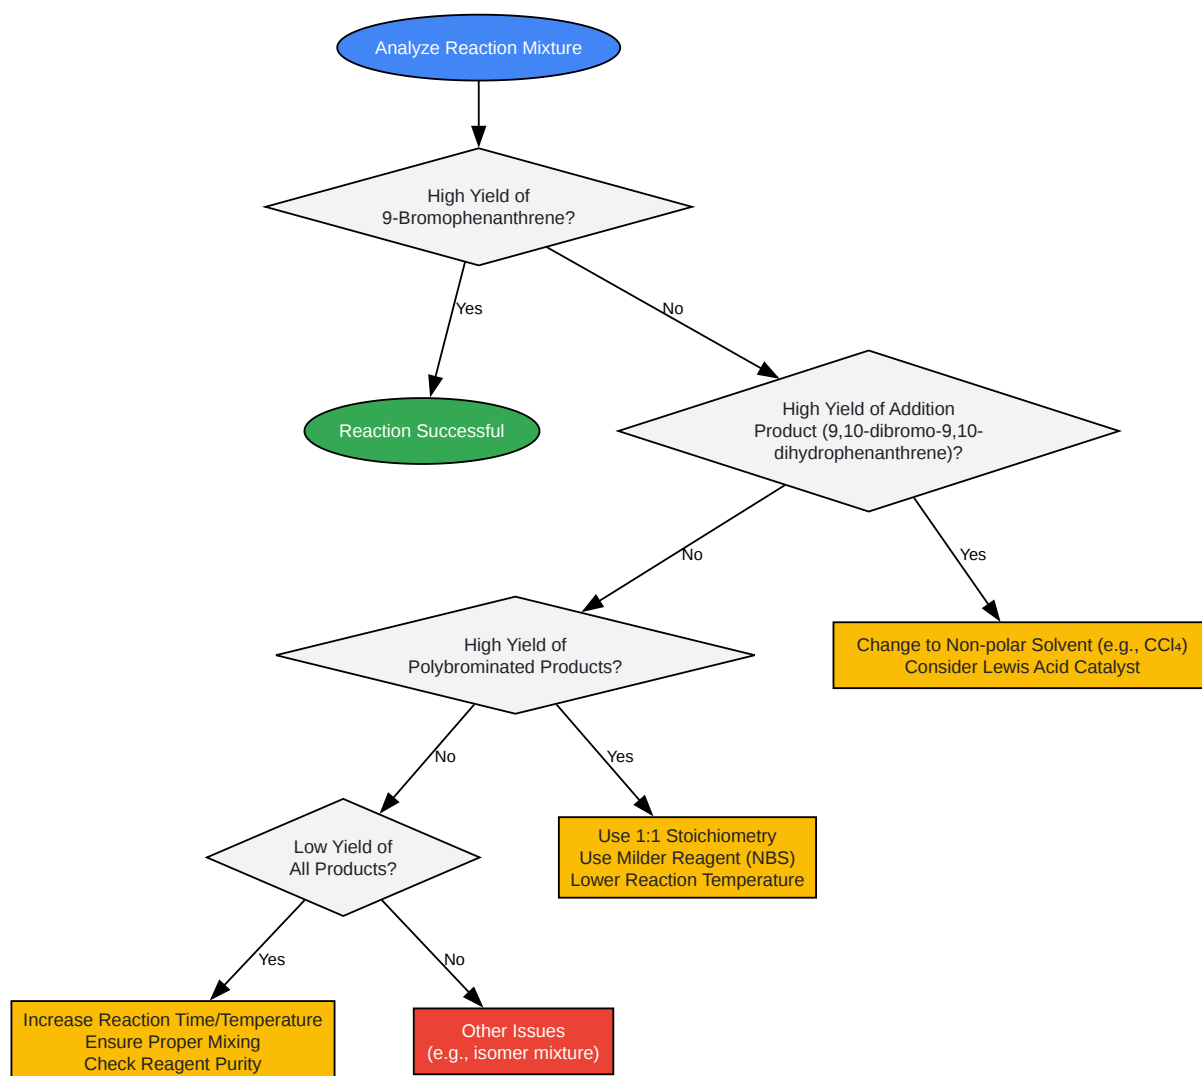 Analyze Reaction Mixture
High Yield of
9-Bromophenanthrene?
Yes
No
Reaction Successful
High Yield of Addition
Product (9,10-dibromo-9,10-
dihydrophenanthrene)?
No
Yes
High Yield of
Polybrominated Products?
Change to Non-polar Solvent (e.g., CCl₄)
Consider Lewis Acid Catalyst
No
Yes
Low Yield of
All Products?
Use 1:1 Stoichiometry
Use Milder Reagent (NBS)
Lower Reaction Temperature
Yes
No
Increase Reaction Time/Temperature
Ensure Proper Mixing
Check Reagent Purity
Other Issues
(e.g., isomer mixture)